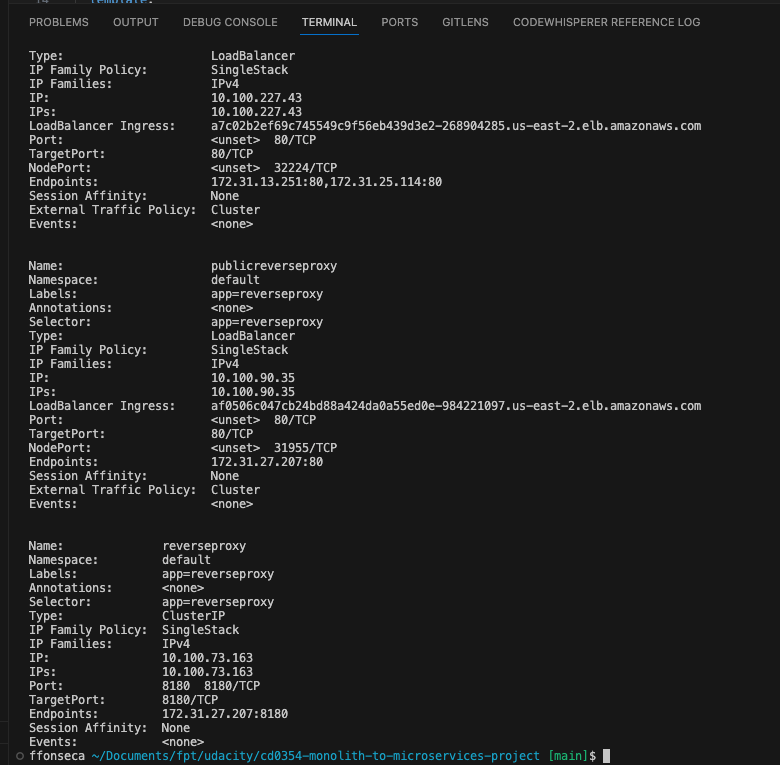 14 template:
PROBLEMS OUTPUT DEBUG CONSOLE TERMINAL PORTS GITLENS CODEWHISPERER REFERENCE LOG
Type: LoadBalancer
IP Family Policy: SingleStack
IP Families: IPv4
IP: 10.100.227.43
IPs: 10.100.227.43
LoadBalancer Ingress: a7c02b2ef69c745549c9f56eb439d3e2-268904285.us-east-2.elb.amazonaws.com
Port: <unset> 80/TCP
TargetPort: 80/TCP
NodePort: <unset> 32224/TCP
Endpoints: 172.31.13.251:80,172.31.25.114:80
Session Affinity: None
External Traffic Policy: Cluster
Events: <none>
Name: publicreverseproxy
Namespace: default
Labels: app=reverseproxy
Annotations: <none>
Selector: app=reverseproxy
Type: LoadBalancer
IP Family Policy: SingleStack
IP Families: IPv4
IP: 10.100.90.35
IPs: 10.100.90.35
LoadBalancer Ingress: af0506c047cb24bd88a424da0a55ed0e-984221097.us-east-2.elb.amazonaws.com
Port: <unset> 80/TCP
TargetPort: 80/TCP
NodePort: <unset> 31955/TCP
Endpoints: 172.31.27.207:80
Session Affinity: None
External Traffic Policy: Cluster
Events: <none>
Name: reverseproxy
Namespace: default
Labels: app=reverseproxy
Annotations: <none>
Selector: app=reverseproxy
Type: ClusterIP
IP Family Policy: SingleStack
IP Families: IPv4
IP: 10.100.73.163
IPs: 10.100.73.163
Port: 8180 8180/TCP
TargetPort: 8180/TCP
Endpoints: 172.31.27.207:8180
Session Affinity: None
Events: <none>
ffonseca ~/Documents/fpt/udacity/cd0354-monolith-to-microservices-project [main]$